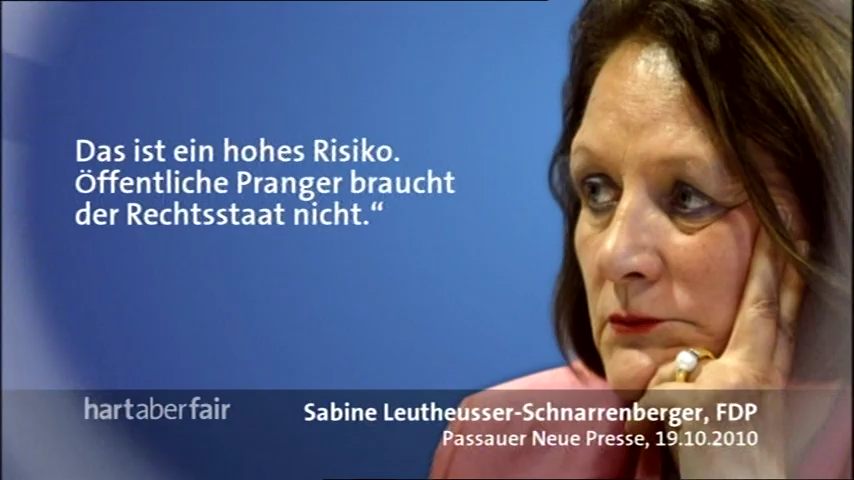 Das ist ein hohes Risiko.
Öffentliche Pranger braucht
der Rechtsstaat nicht.“
hartaberfair
Sabine Leutheusser-Schnarrenberger, FDP
Passauer Neue Presse, 19.10.2010